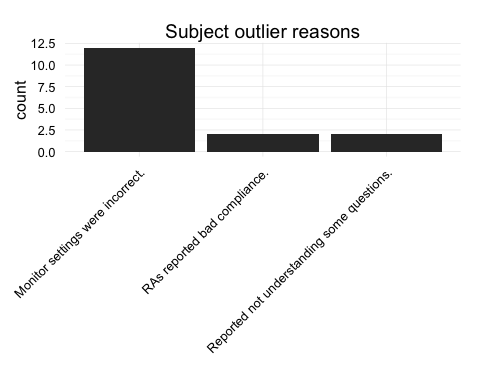 Subject outlier reasons
12.5
10.0
7.5
5.0
2.5
0.0
count
Monitor settings were incorrect.
RAs reported bad compliance.
Reported not understanding some questions.